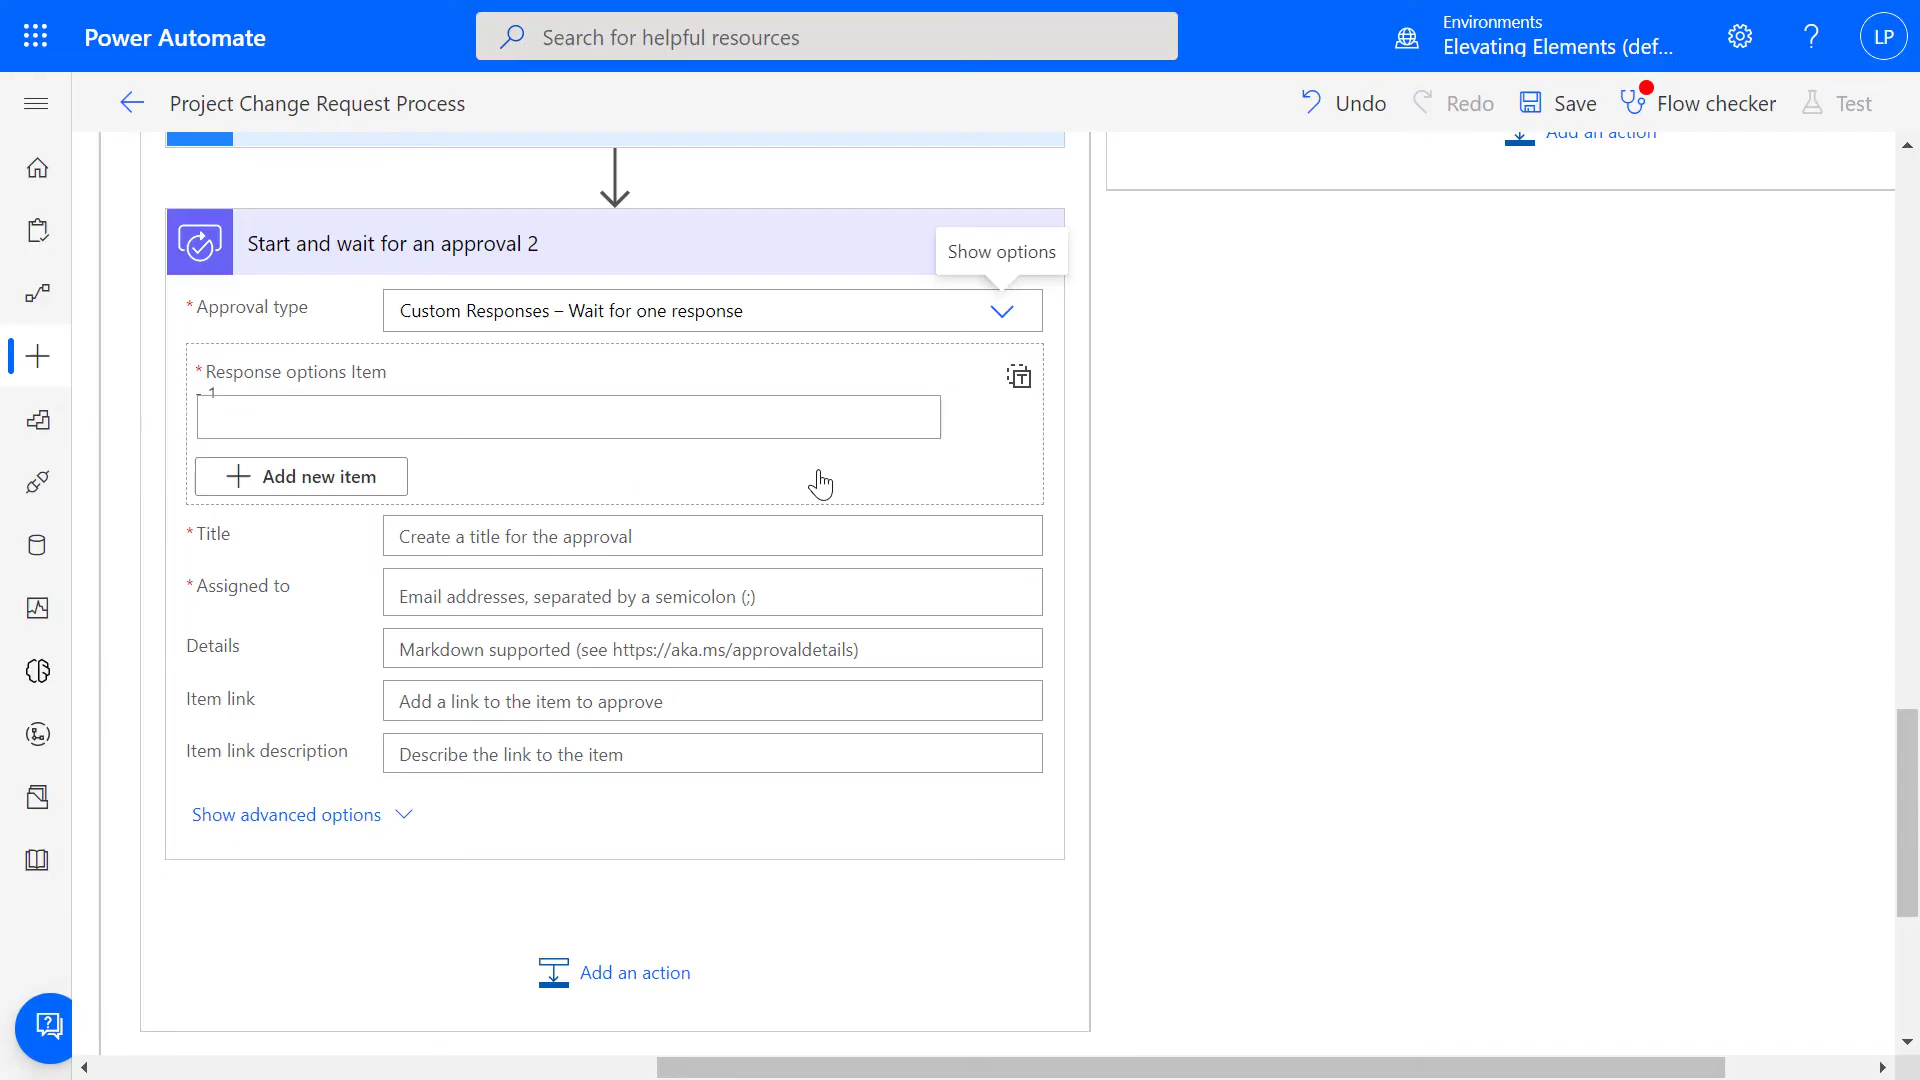 Power Automate
Search for helpful resources
Environments
Elevating Elements (def...
LP
Project Change Request Process
Undo
Redo
Save
Flow checker
Test
Add an action
Start and wait for an approval 2
Show options
* Approval type
Custom Responses – Wait for one response
* Response options Item
- 1
Add new item
* Title
Create a title for the approval
* Assigned to
Email addresses, separated by a semicolon (;)
Details
Markdown supported (see https://aka.ms/approvaldetails)
Item link
Add a link to the item to approve
Item link description
Describe the link to the item
Show advanced options
Add an action